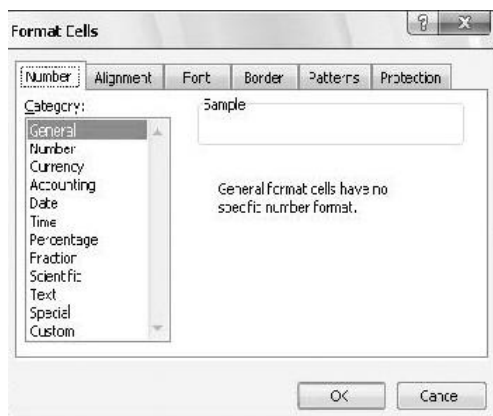 Format Cells
Number Alignment Font Border Patterns Protection
Category:
General
Number
Currency
Accounting
Date
Time
Percentage
Fraction
Scientific
Text
Special
Custom
Sample
General format cells have no
specific number format.
OK Cancel